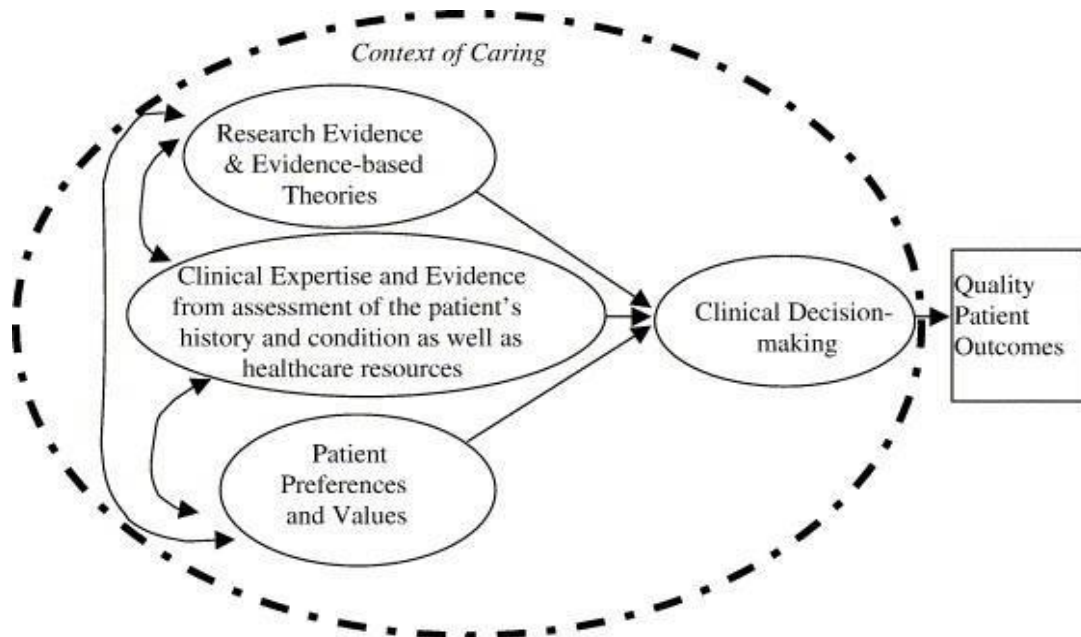 Context of Caring
Research Evidence
& Evidence-based
Theories
Clinical Expertise and Evidence
from assessment of the patient's
history and condition as well as
healthcare resources
Patient
Preferences
and Values
Clinical Decision-
making
Quality
Patient
Outcomes